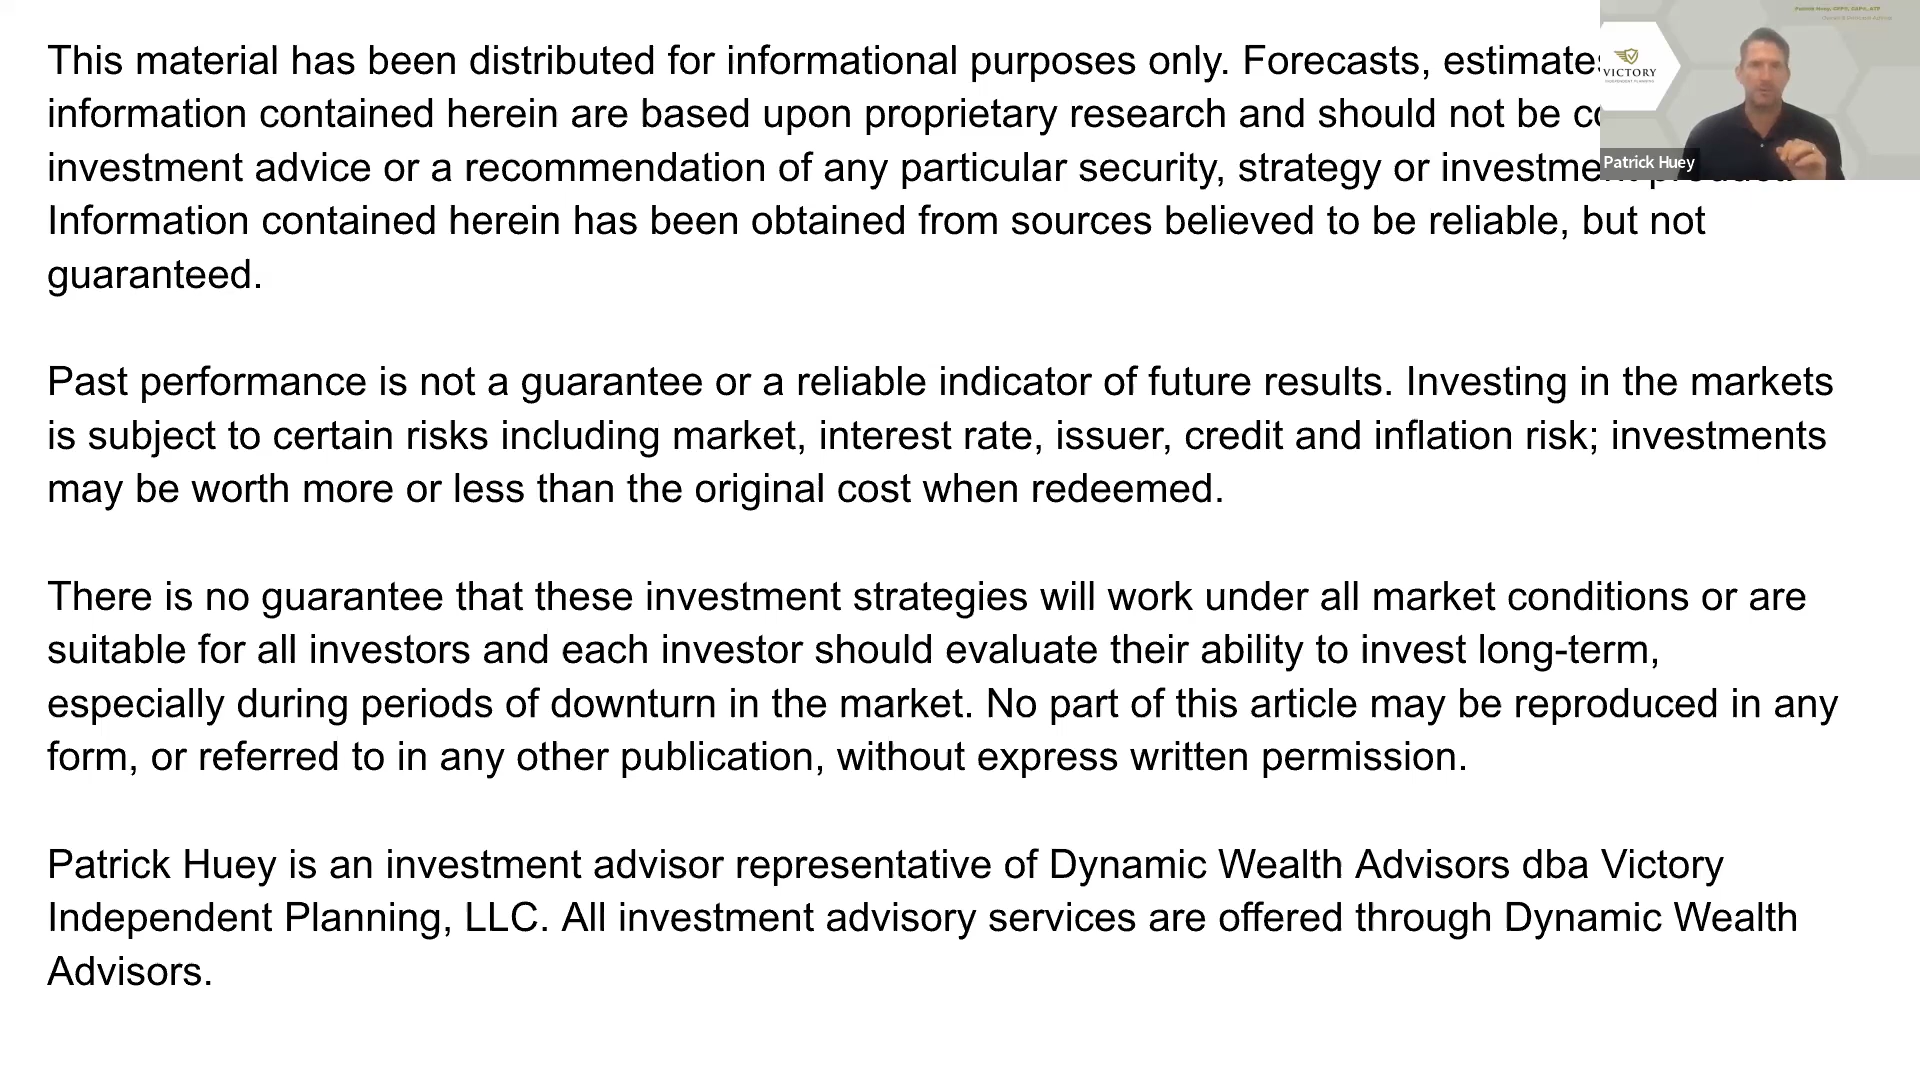 This material has been distributed for informational purposes only. Forecasts, estimates
information contained herein are based upon proprietary research and should not be
investment advice or a recommendation of any particular security, strategy or investment
Information contained herein has been obtained from sources believed to be reliable, but not
guaranteed.
Past performance is not a guarantee or a reliable indicator of future results. Investing in the markets
is subject to certain risks including market, interest rate, issuer, credit and inflation risk; investments
may be worth more or less than the original cost when redeemed.
There is no guarantee that these investment strategies will work under all market conditions or are
suitable for all investors and each investor should evaluate their ability to invest long-term,
especially during periods of downturn in the market. No part of this article may be reproduced in any
form, or referred to in any other publication, without express written permission.
Patrick Huey is an investment advisor representative of Dynamic Wealth Advisors dba Victory
Independent Planning, LLC. All investment advisory services are offered through Dynamic Wealth
Advisors.
Patrick Huey, CFP®, CAP®, ATP
VICTORY
INDEPENDENT PLANNING
Patrick Huey